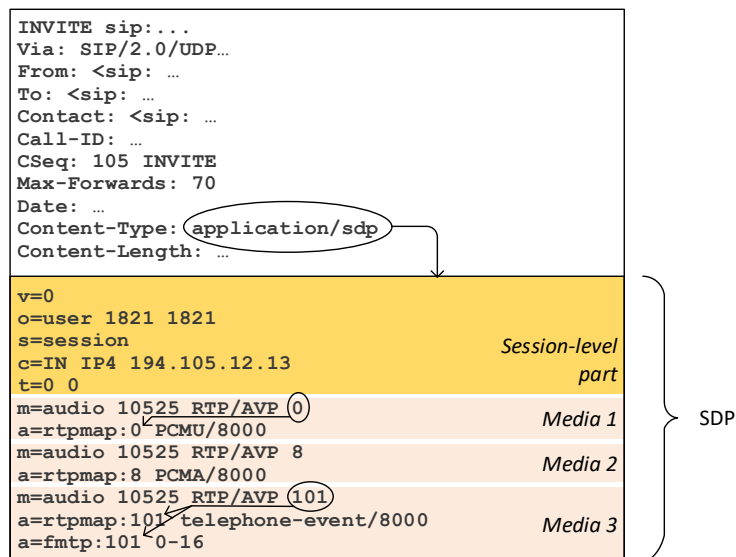 INVITE sip:...
Via: SIP/2.0/UDP…
From: <sip: …
To: <sip: …
Contact: <sip: …
Call-ID: …
CSeq: 105 INVITE
Max-Forwards: 70
Date: …
Content-Type: application/sdp
Content-Length: …
v=0
o=user 1821 1821
s=session
c=IN IP4 194.105.12.13
t=0 0
Session-level
part
m=audio 10525 RTP/AVP 0
a=rtpmap:0 PCMU/8000
Media 1
m=audio 10525 RTP/AVP 8
a=rtpmap:8 PCMA/8000
Media 2
m=audio 10525 RTP/AVP 101
a=rtpmap:101 telephone-event/8000
a=fmtp:101 0-16
Media 3
SDP